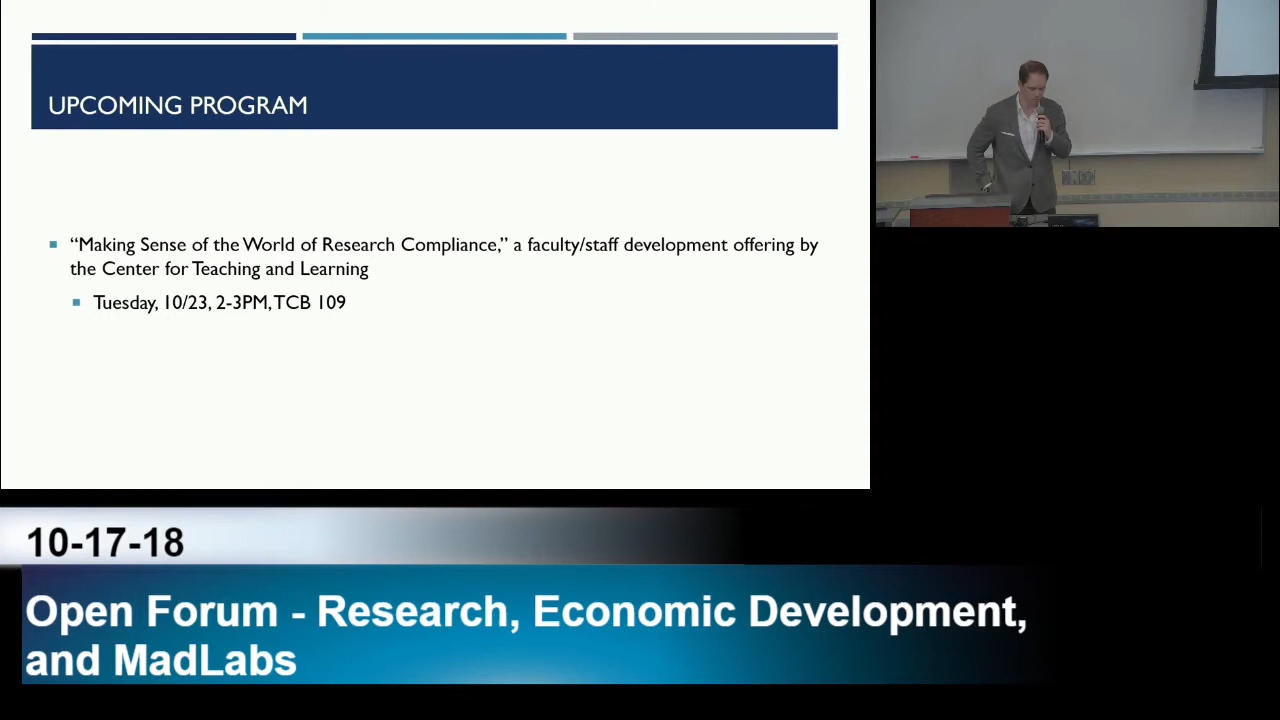 UPCOMING PROGRAM
“Making Sense of the World of Research Compliance,” a faculty/staff development offering by
the Center for Teaching and Learning
Tuesday, 10/23, 2-3PM, TCB 109
10-17-18
Open Forum - Research, Economic Development,
and MadLabs